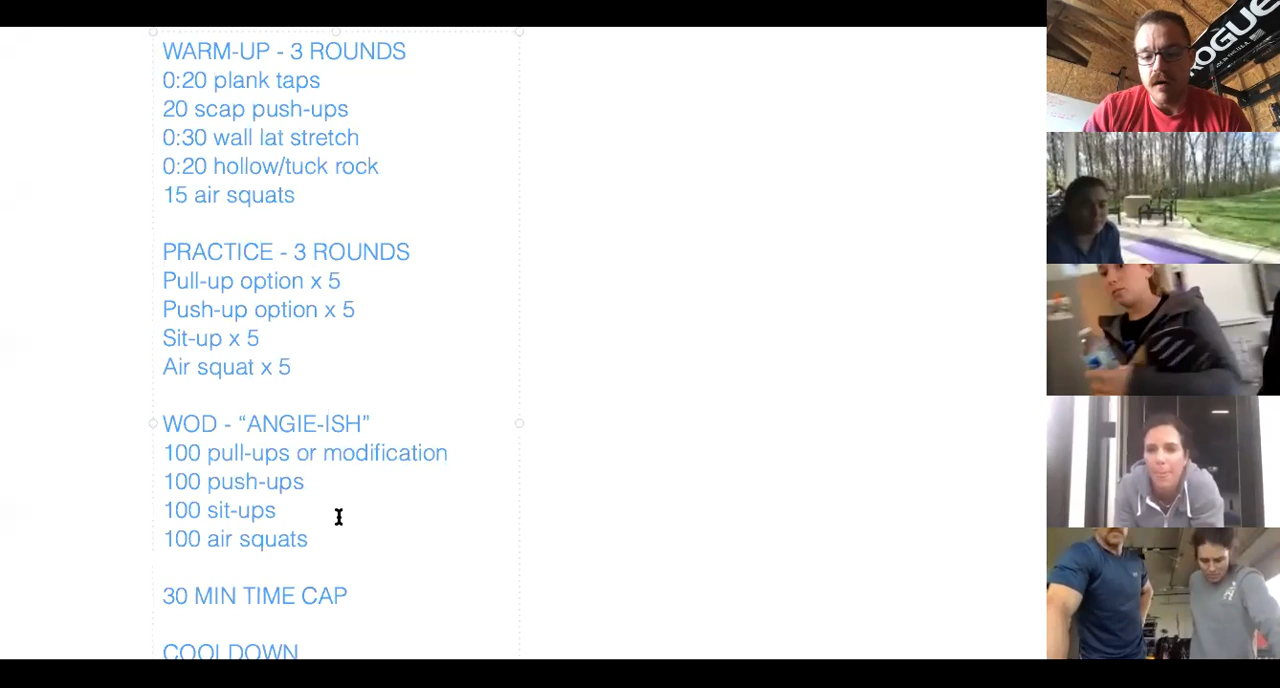 WARM-UP - 3 ROUNDS
0:20 plank taps
20 scap push-ups
0:30 wall lat stretch
0:20 hollow/tuck rock
15 air squats
PRACTICE - 3 ROUNDS
Pull-up option x 5
Push-up option x 5
Sit-up x 5
Air squat x 5
WOD - “ANGIE-ISH”
100 pull-ups or modification
100 push-ups
100 sit-ups
100 air squats
30 MIN TIME CAP
COOLDOWN
ROGUE